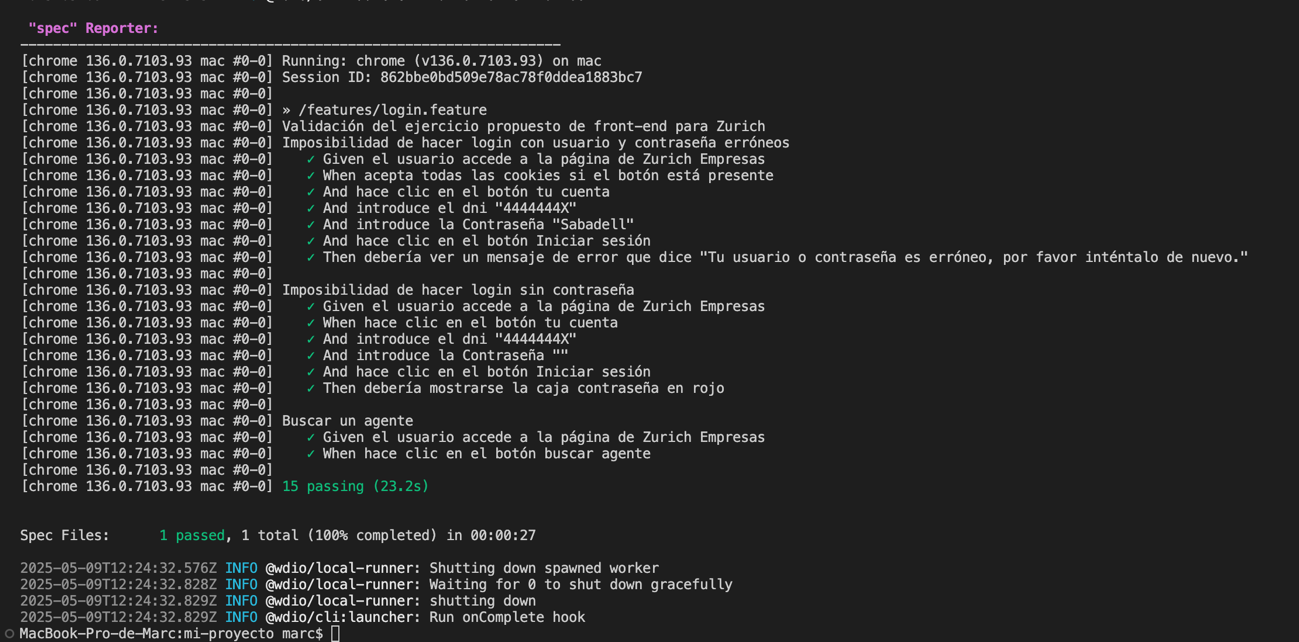 "spec" Reporter:
------------------------------------------------------------------
[chrome 136.0.7103.93 mac #0-0] Running: chrome (v136.0.7103.93) on mac
[chrome 136.0.7103.93 mac #0-0] Session ID: 862bbe0bd509e78ac78f0ddea1883bc7
[chrome 136.0.7103.93 mac #0-0]
[chrome 136.0.7103.93 mac #0-0] » /features/login.feature
[chrome 136.0.7103.93 mac #0-0] Validación del ejercicio propuesto de front-end para Zurich
[chrome 136.0.7103.93 mac #0-0] Imposibilidad de hacer login con usuario y contraseña erróneos
[chrome 136.0.7103.93 mac #0-0]    ✓ Given el usuario accede a la página de Zurich Empresas
[chrome 136.0.7103.93 mac #0-0]    ✓ When acepta todas las cookies si el botón está presente
[chrome 136.0.7103.93 mac #0-0]    ✓ And hace clic en el botón tu cuenta
[chrome 136.0.7103.93 mac #0-0]    ✓ And introduce el dni "4444444X"
[chrome 136.0.7103.93 mac #0-0]    ✓ And introduce la Contraseña "Sabadell"
[chrome 136.0.7103.93 mac #0-0]    ✓ And hace clic en el botón Iniciar sesión
[chrome 136.0.7103.93 mac #0-0]    ✓ Then debería ver un mensaje de error que dice "Tu usuario o contraseña es erróneo, por favor inténtalo de nuevo."
[chrome 136.0.7103.93 mac #0-0]
[chrome 136.0.7103.93 mac #0-0] Imposibilidad de hacer login sin contraseña
[chrome 136.0.7103.93 mac #0-0]    ✓ Given el usuario accede a la página de Zurich Empresas
[chrome 136.0.7103.93 mac #0-0]    ✓ When hace clic en el botón tu cuenta
[chrome 136.0.7103.93 mac #0-0]    ✓ And introduce el dni "4444444X"
[chrome 136.0.7103.93 mac #0-0]    ✓ And introduce la Contraseña ""
[chrome 136.0.7103.93 mac #0-0]    ✓ And hace clic en el botón Iniciar sesión
[chrome 136.0.7103.93 mac #0-0]    ✓ Then debería mostrarse la caja contraseña en rojo
[chrome 136.0.7103.93 mac #0-0]
[chrome 136.0.7103.93 mac #0-0] Buscar un agente
[chrome 136.0.7103.93 mac #0-0]    ✓ Given el usuario accede a la página de Zurich Empresas
[chrome 136.0.7103.93 mac #0-0]    ✓ When hace clic en el botón buscar agente
[chrome 136.0.7103.93 mac #0-0]
[chrome 136.0.7103.93 mac #0-0] 15 passing (23.2s)
Spec Files:      1 passed, 1 total (100% completed) in 00:00:27
2025-05-09T12:24:32.576Z INFO @wdio/local-runner: Shutting down spawned worker
2025-05-09T12:24:32.828Z INFO @wdio/local-runner: Waiting for 0 to shut down gracefully
2025-05-09T12:24:32.829Z INFO @wdio/local-runner: shutting down
2025-05-09T12:24:32.829Z INFO @wdio/cli:launcher: Run onComplete hook
MacBook-Pro-de-Marc:mi-proyecto marc$